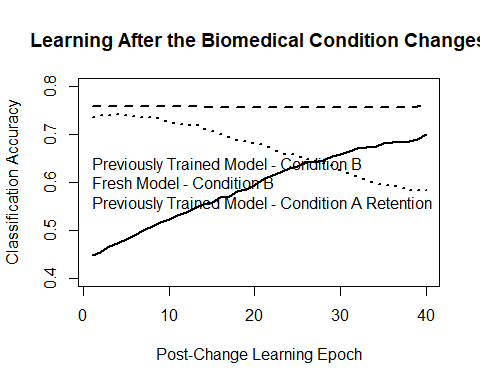 Learning After the Biomedical Condition Changes
Classification Accuracy
0.8
0.7
0.6
0.5
0.4
Previously Trained Model - Condition B
Fresh Model - Condition B
Previously Trained Model - Condition A Retention
0 10 20 30 40
Post-Change Learning Epoch